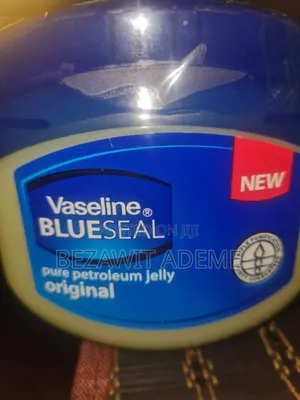 NEW
Vaseline®
BLUESEAL
BEZAWIT ADEME
pure petroleum jelly
original